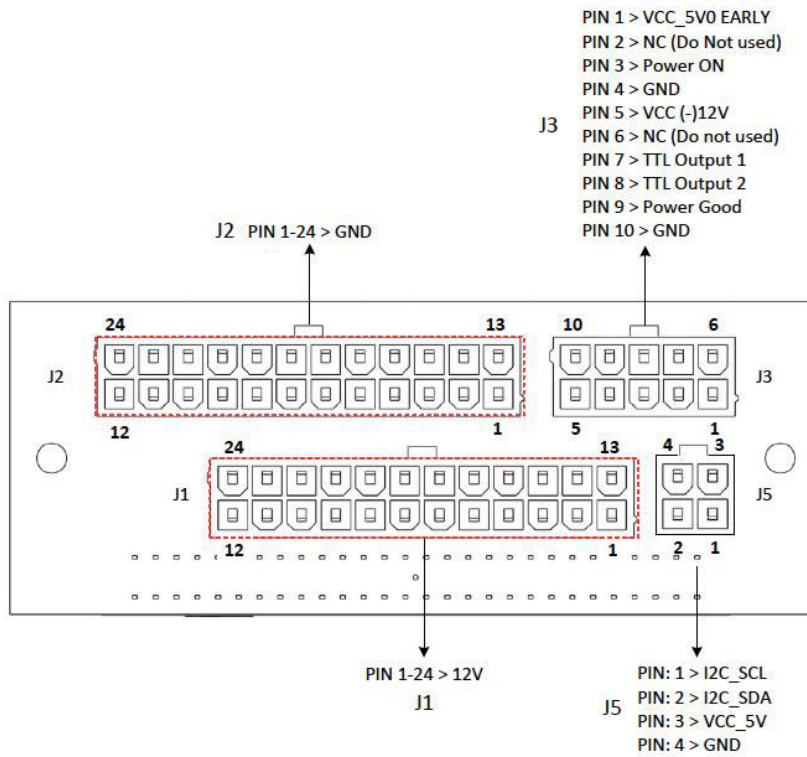 PIN 1 > VCC_5V0 EARLY
PIN 2 > NC (Do Not used)
PIN 3 > Power ON
PIN 4 > GND
PIN 5 > VCC (-)12V
J3
PIN 6 > NC (Do not used)
PIN 7 > TTL Output 1
PIN 8 > TTL Output 2
PIN 9 > Power Good
PIN 10 > GND
J2 PIN 1-24 > GND
24 13 10 6
J2 J3
12 1 5 1
24 13 4 3
J1 J5
12 1 2 1
PIN 1-24 > 12V
J1
PIN: 1 > I2C_SCL
PIN: 2 > I2C_SDA
J5
PIN: 3 > VCC_5V
PIN: 4 > GND